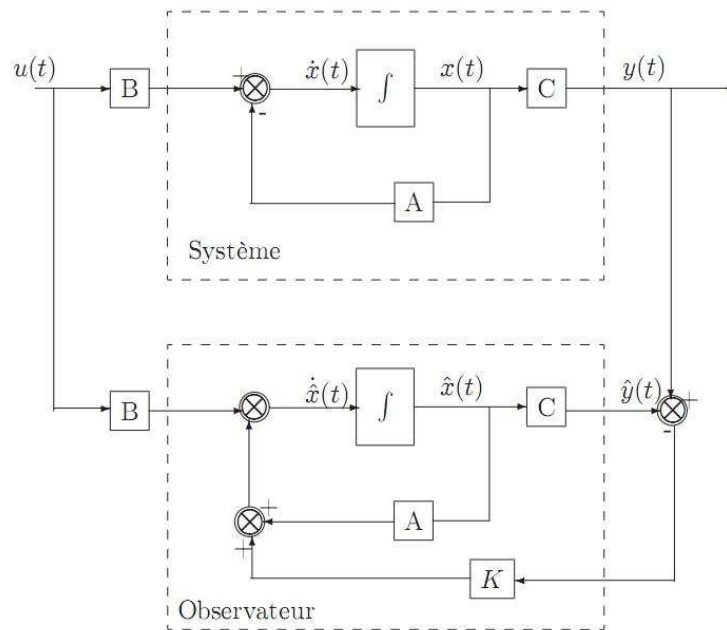 u(t)
B
+
-
ẋ(t)
∫
x(t)
C
y(t)
A
Système
B
x̂̇(t)
∫
x̂(t)
C
ŷ(t)
+
-
+
+
A
K
Observateur